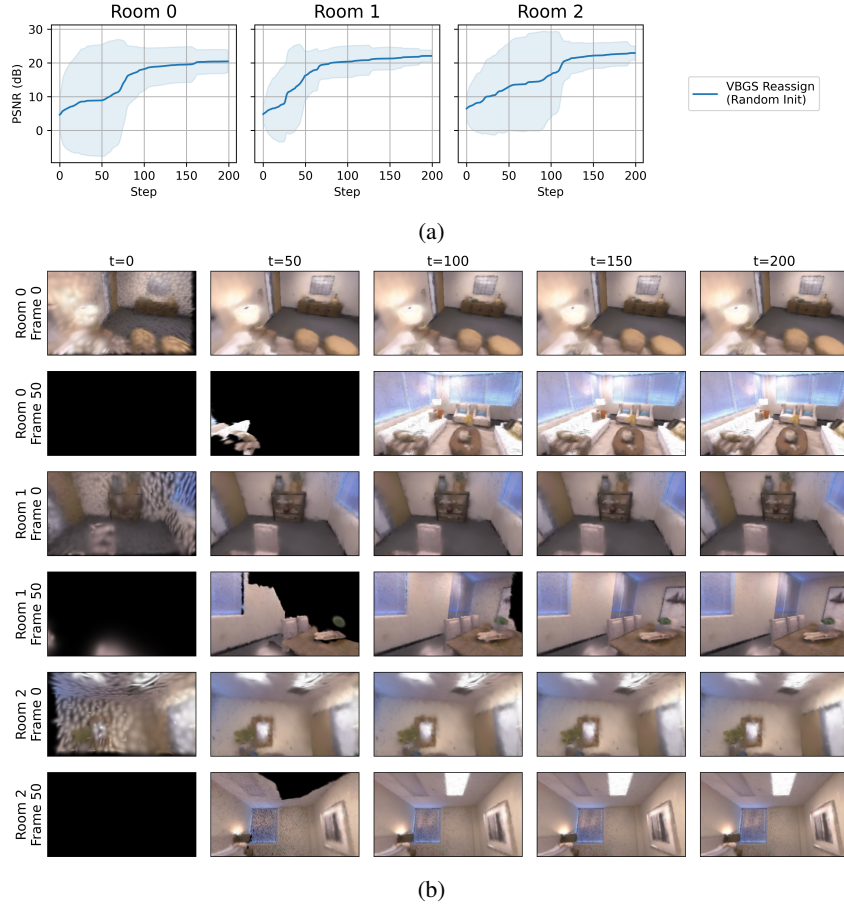 Room 0
Room 1
Room 2
PSNR (dB)
30
20
10
0
0 50 100 150 200
0 50 100 150 200
0 50 100 150 200
Step
Step
Step
VBGS Reassign
(Random Init)
(a)
t=0
t=50
t=100
t=150
t=200
Room 0
Frame 0
Room 0
Frame 50
Room 1
Frame 0
Room 1
Frame 50
Room 2
Frame 0
Room 2
Frame 50
(b)